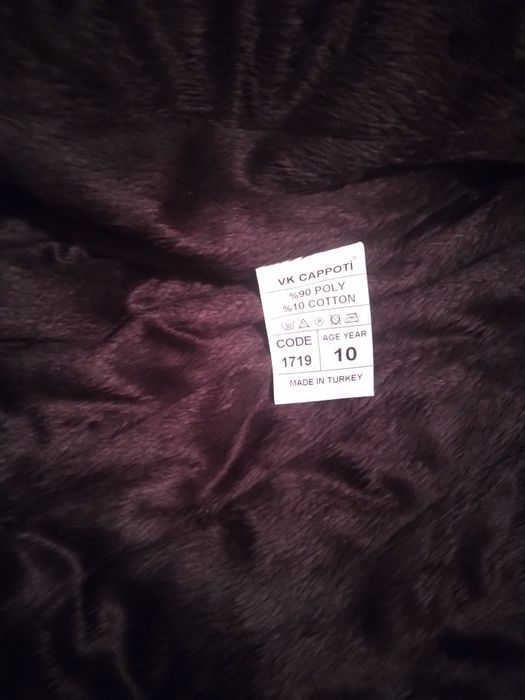 VK CAPPOTİ
%90 POLY
%10 COTTON
CODE
1719
AGE YEAR
10
MADE IN TURKEY